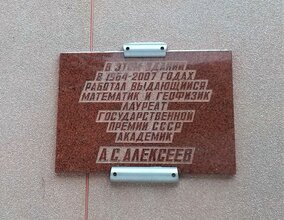 В ЭТОМ ЗДАНИИ
В 1964-2007 ГОДАХ
РАБОТАЛ ВЫДАЮЩИЙСЯ
МАТЕМАТИК И ГЕОФИЗИК
ЛАУРЕАТ
ГОСУДАРСТВЕННОЙ
ПРЕМИИ СССР
АКАДЕМИК
А.С. АЛЕКСЕЕВ